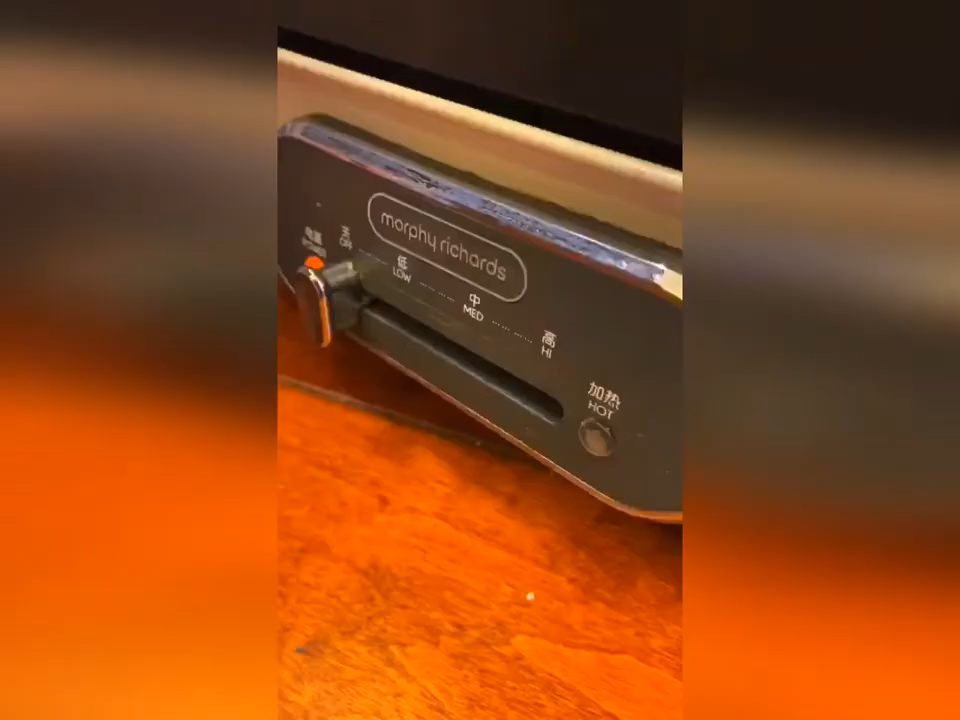 morphy richards
电源
POWER
关
OFF
低
LOW
中
MED
高
HI
加热
HOT